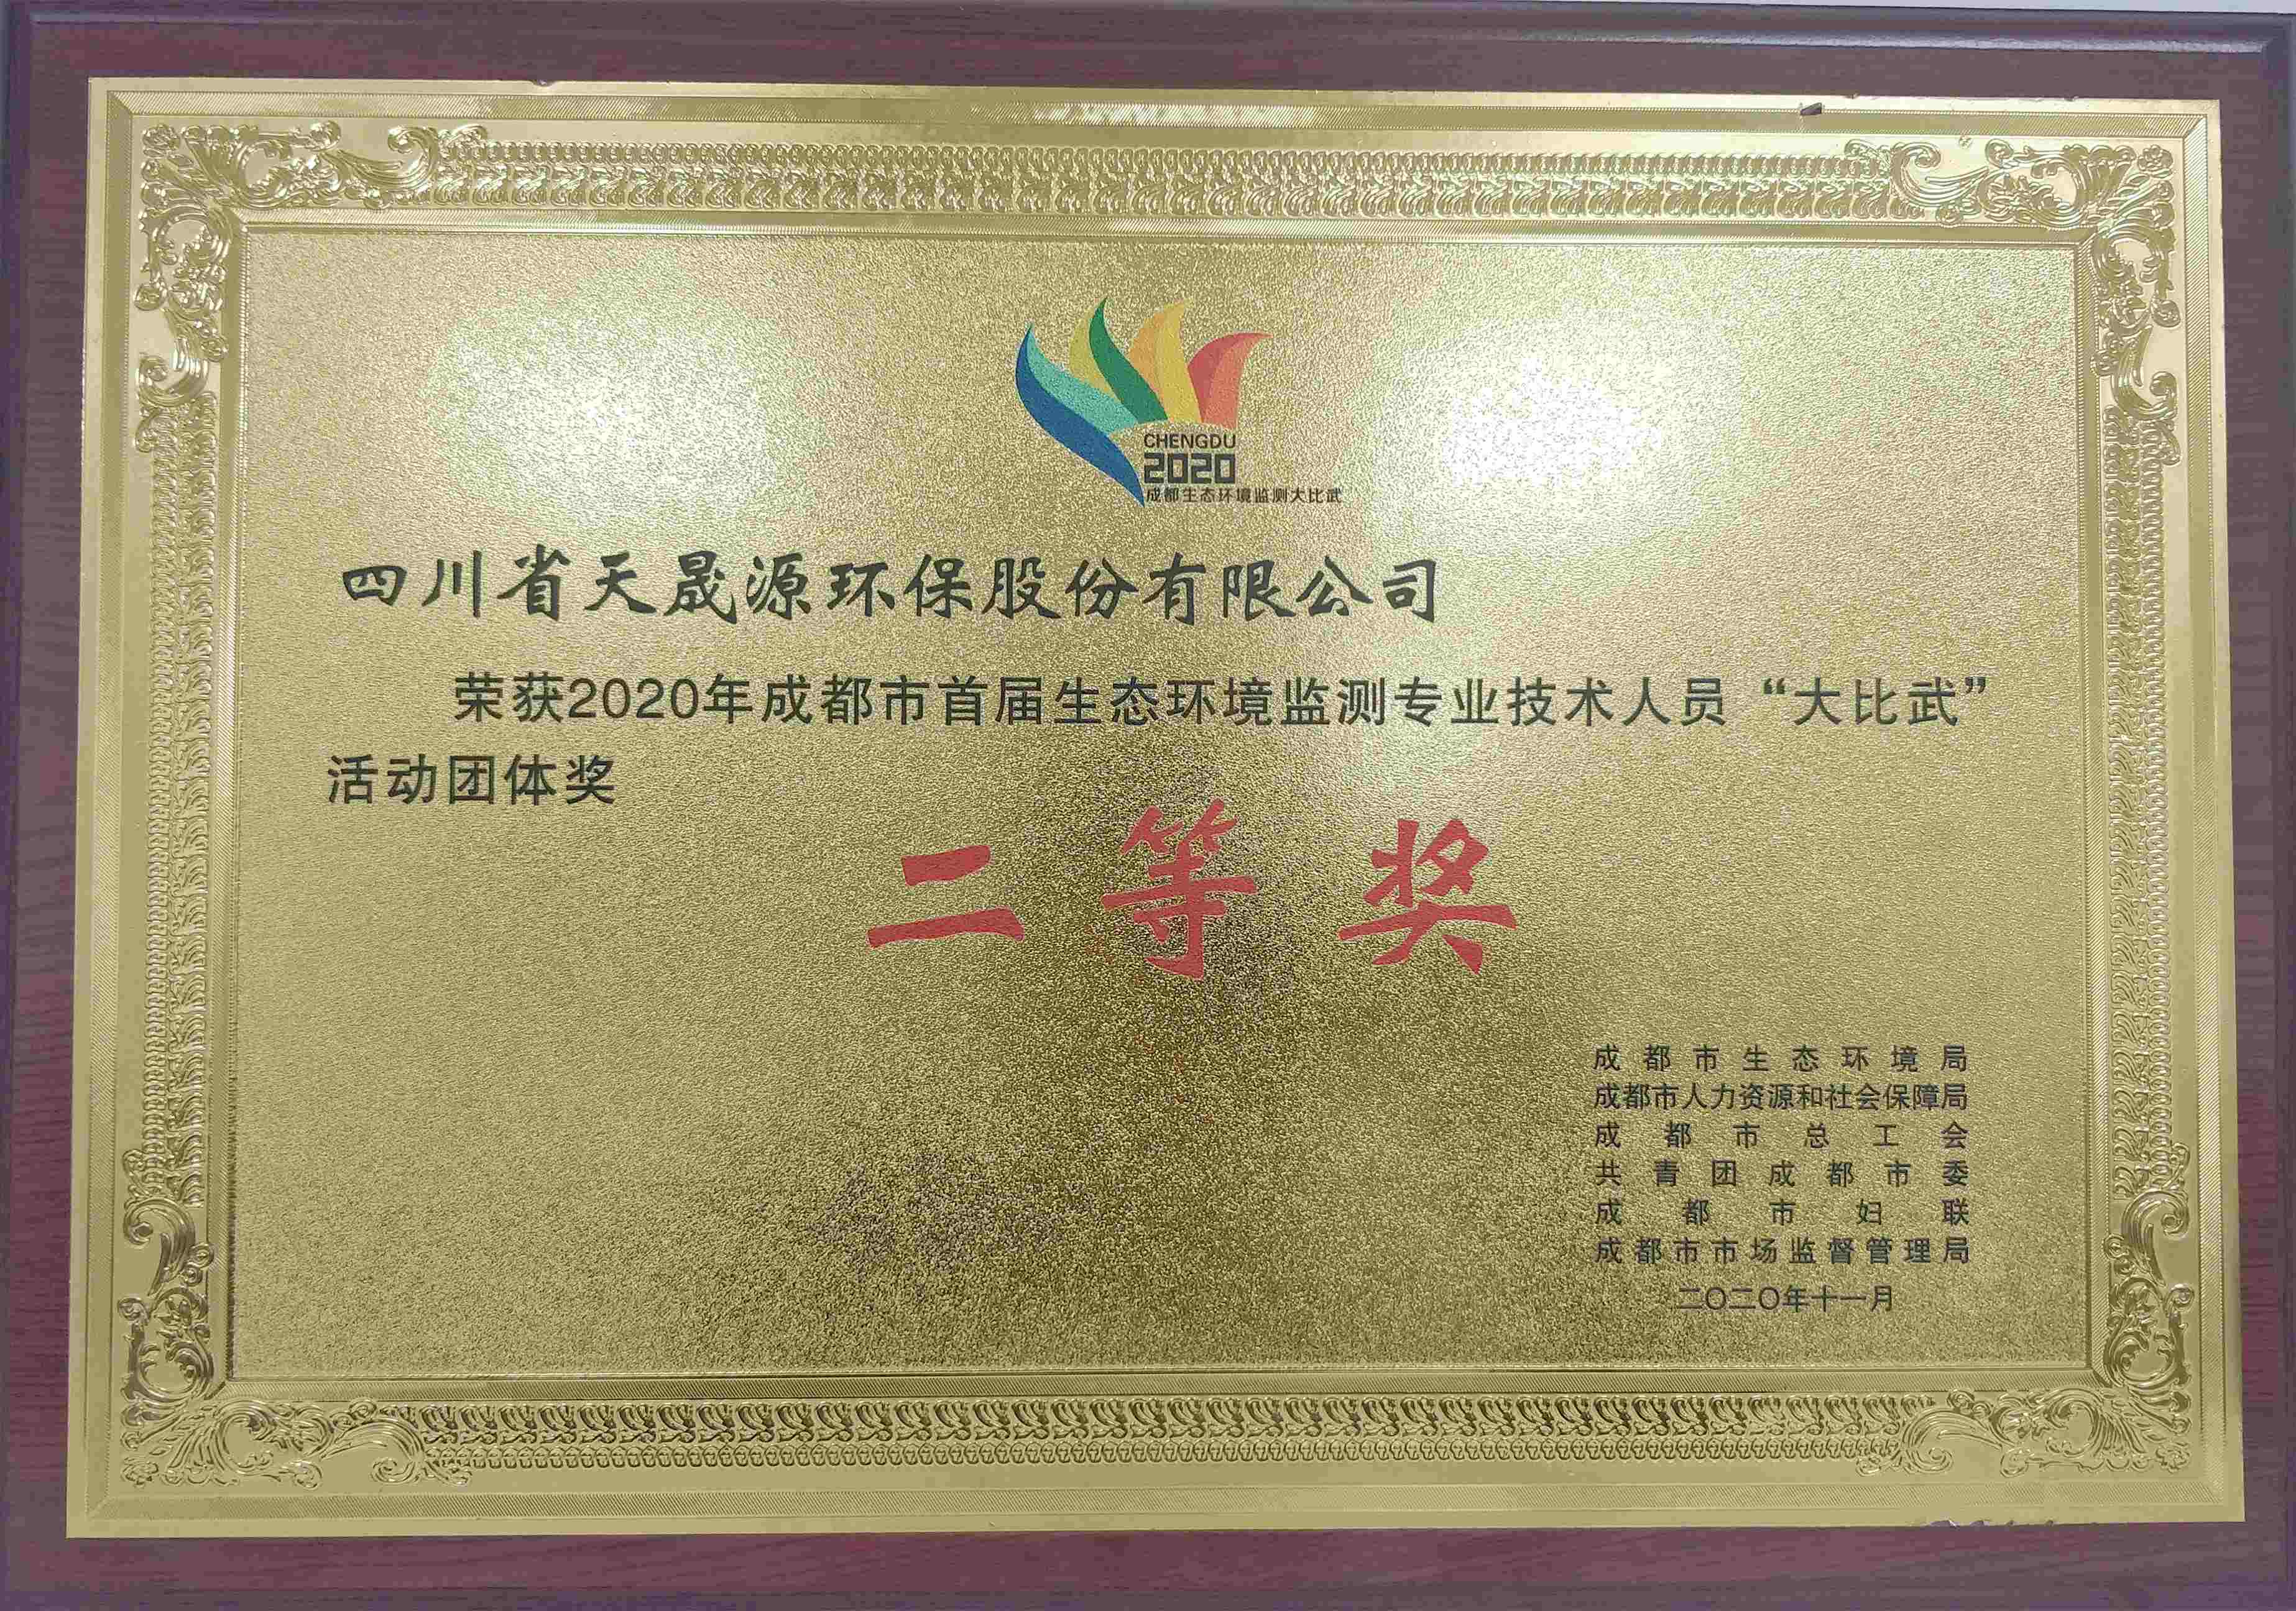 CHENGDU
2020
成都生态环境监测大比武
四川省天晟源环保股份有限公司
荣获2020年成都市首届生态环境监测专业技术人员“大比武”
活动团体奖
二等奖
成都市生态环境局
成都市人力资源和社会保障局
成都市总工会
共青团成都市委
成都市妇联
成都市市场监督管理局
二〇二〇年十一月